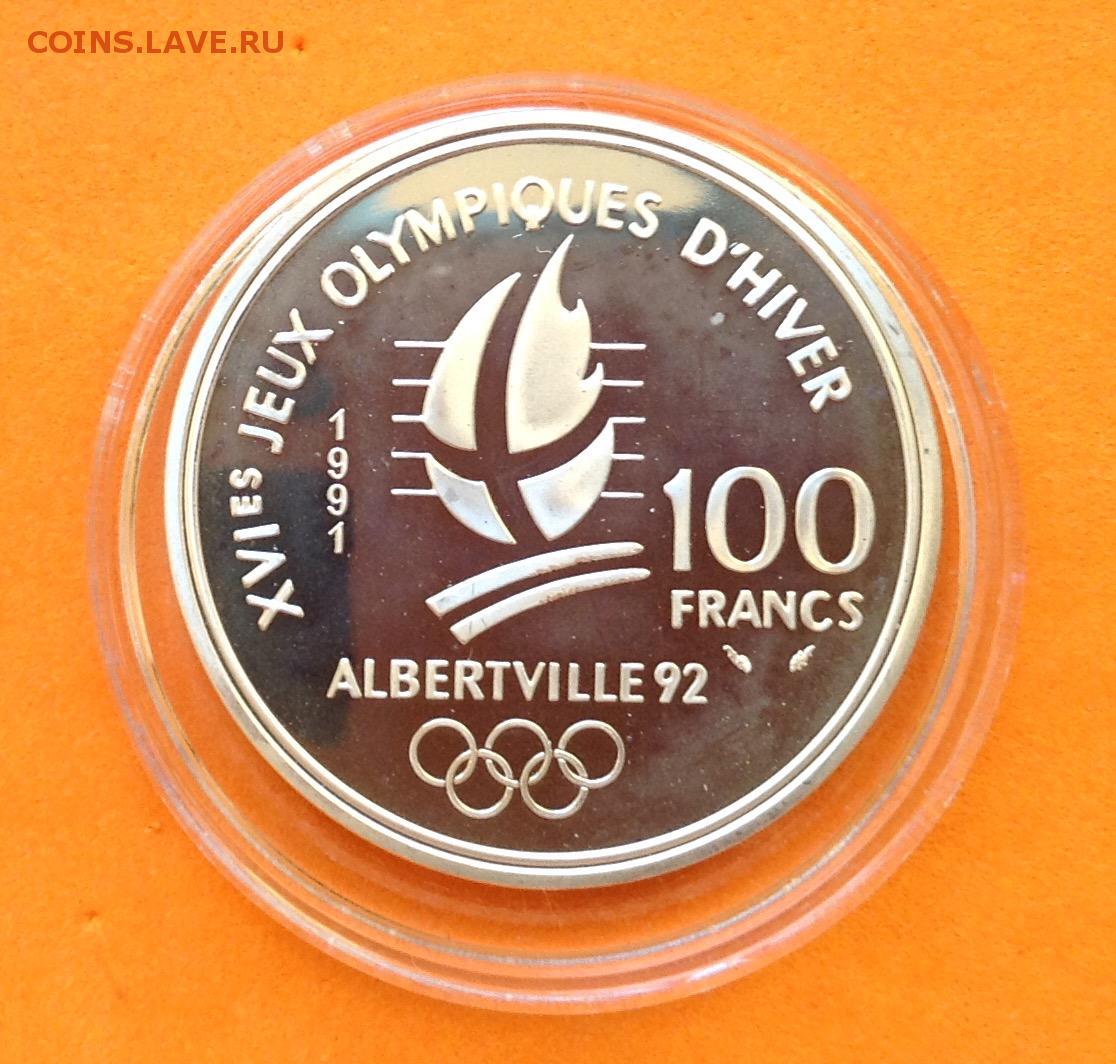 COINS.LAVE.RU
XVIES JEUX OLYMPIQUES D'HIVER
1991
100
FRANCS
ALBERTVILLE 92